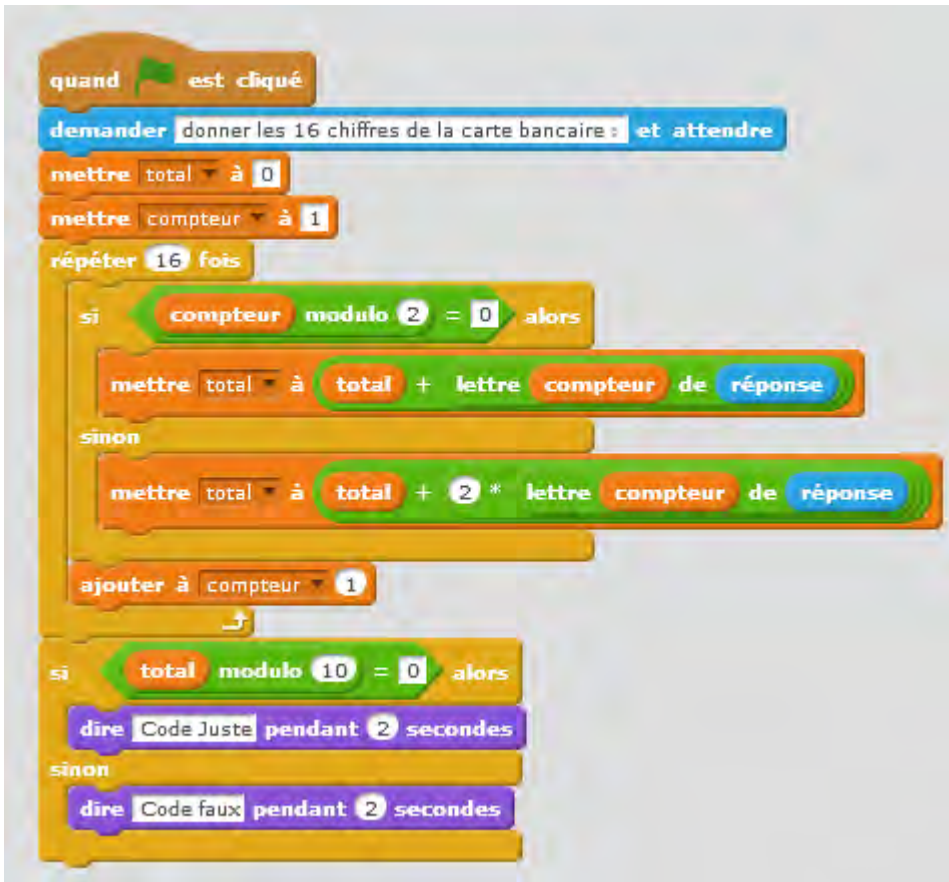 quand est cliqué
demander donner les 16 chiffres de la carte bancaire : et attendre
mettre total à 0
mettre compteur à 1
répéter 16 fois
si compteur modulo 2 = 0 alors
mettre total à total + lettre compteur de réponse
sinon
mettre total à total + 2 * lettre compteur de réponse
ajouter à compteur 1
si total modulo 10 = 0 alors
dire Code Juste pendant 2 secondes
sinon
dire Code faux pendant 2 secondes